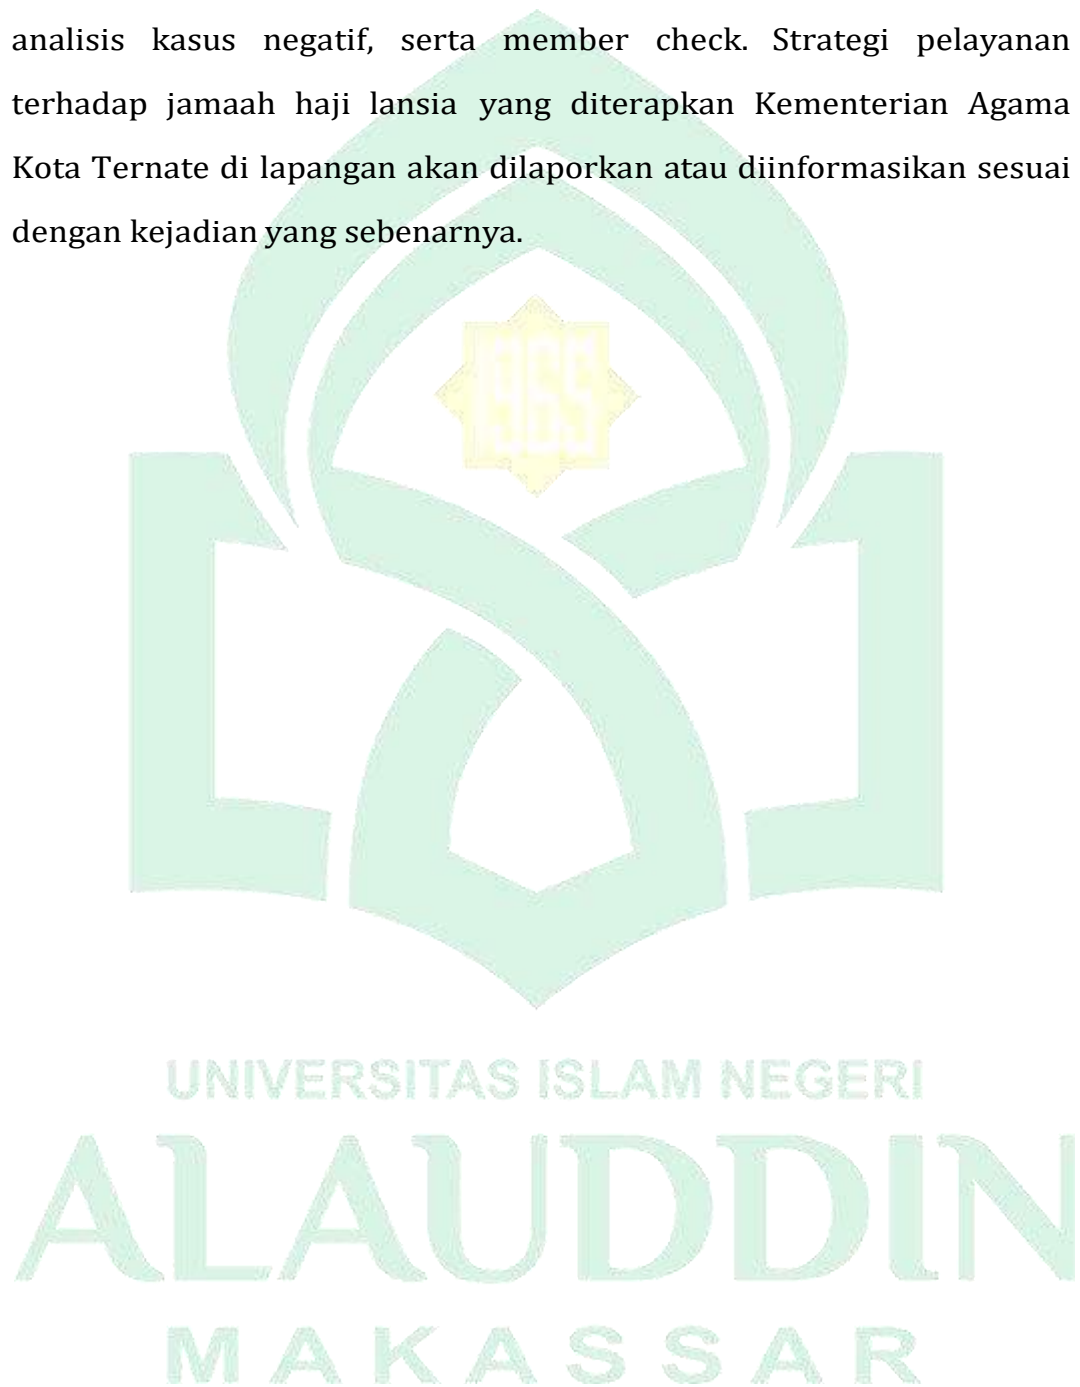 analisis kasus negatif, serta member check. Strategi pelayanan
terhadap jamaah haji lansia yang diterapkan Kementerian Agama
Kota Ternate di lapangan akan dilaporkan atau diinformasikan sesuai
dengan kejadian yang sebenarnya.
1965
UNIVERSITAS ISLAM NEGERI
ALAUDDIN
MAKASSAR